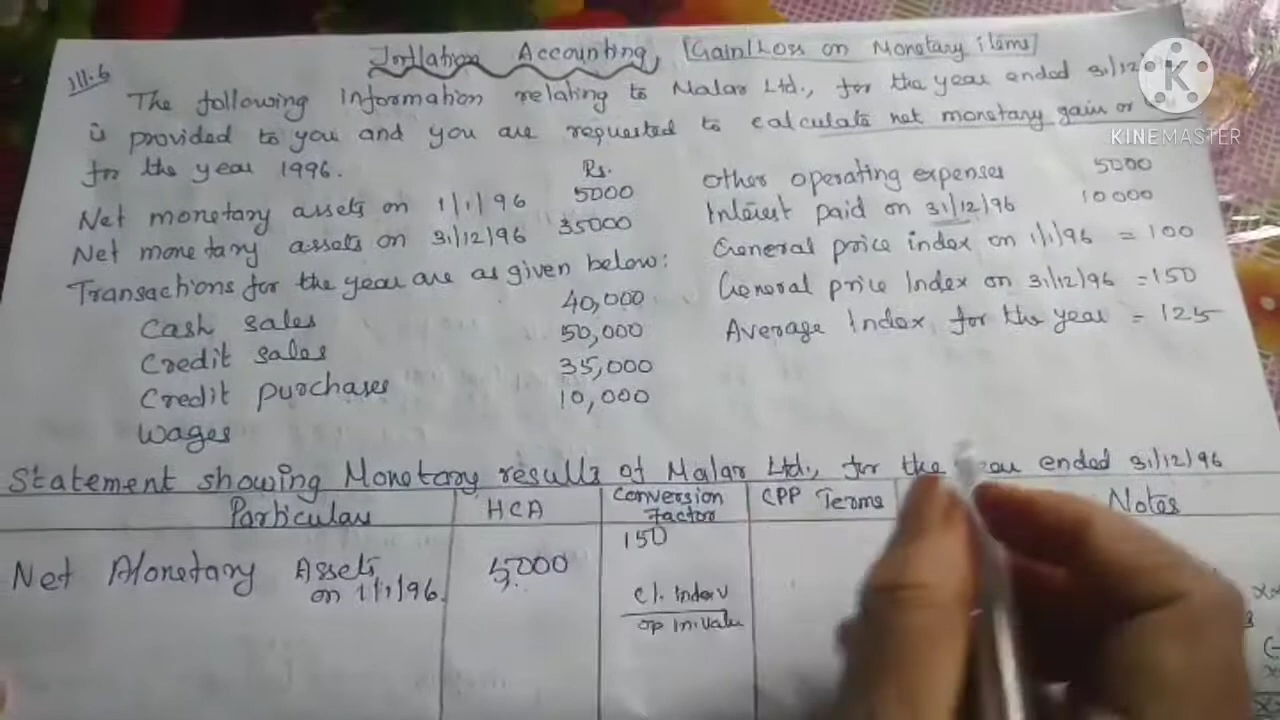 Ill.6
Inflation Accounting, [Gain/Loss on Monetary items]
The following information relating to Malar Ltd., for the year ended 31/12
is provided to you and you are requested to calculate net monetary gain or
for the year 1996.
Rs.
Net monetary assets on 1/1/96 5000
Net monetary assets on 31/12/96 35000
Transactions for the year are as given below:
Cash sales 40,000
Credit sales 50,000
Credit purchases 35,000
Wages 10,000
Other operating expenses 5000
Interest paid on 31/12/96 10000
General price index on 1/1/96 = 100
General price Index on 31/12/96 = 150
Average Index for the year = 125
KINEMASTER
Statement showing Monetary results of Malar Ltd., for the ended 31/12/96
Particulars HCA Conversion Factor CPP Terms Notes
Net Monetary Assets on 1/1/96. 5000 150
cl. Index v
op In. Valu